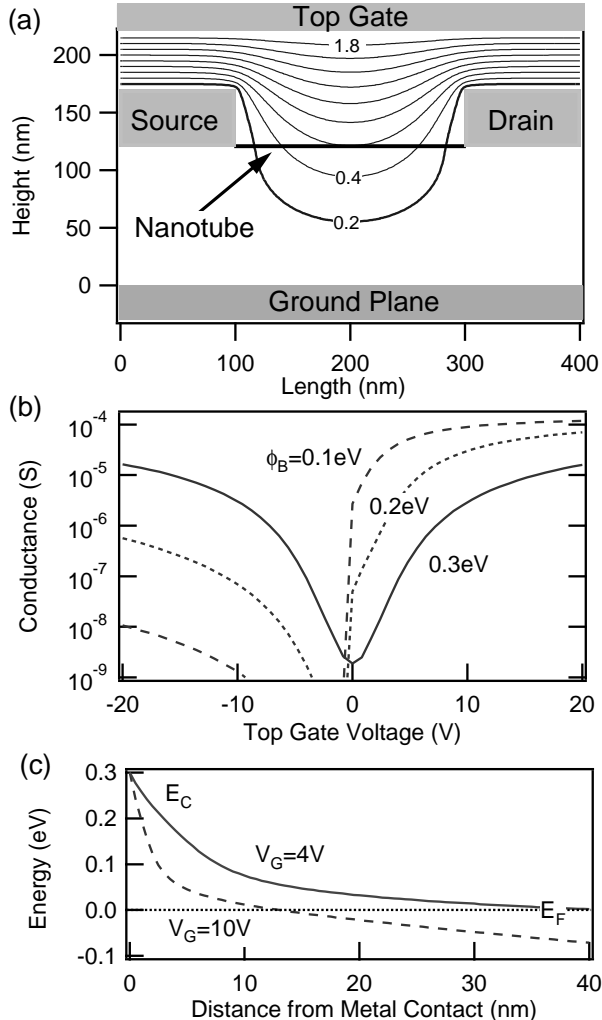 (a)
Top Gate
1.8
Source
Drain
0.4
0.2
Nanotube
Ground Plane
Height (nm)
200
150
100
50
0
0
100
200
300
400
Length (nm)
(b)
Conductance (S)
10⁻⁴
10⁻⁵
10⁻⁶
10⁻⁷
10⁻⁸
10⁻⁹
ϕB=0.1eV
0.2eV
0.3eV
-20
-10
0
10
20
Top Gate Voltage (V)
(c)
Energy (eV)
0.3
0.2
0.1
0.0
-0.1
EC
VG=4V
VG=10V
EF
0
10
20
30
40
Distance from Metal Contact (nm)